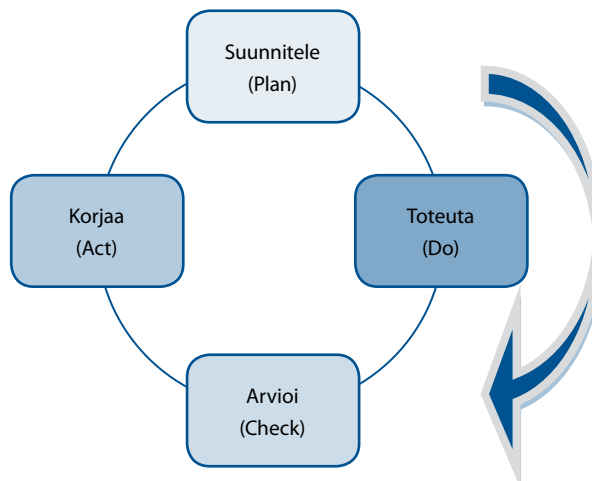 Suunnitele
(Plan)
Korjaa
(Act)
Toteuta
(Do)
Arvioi
(Check)